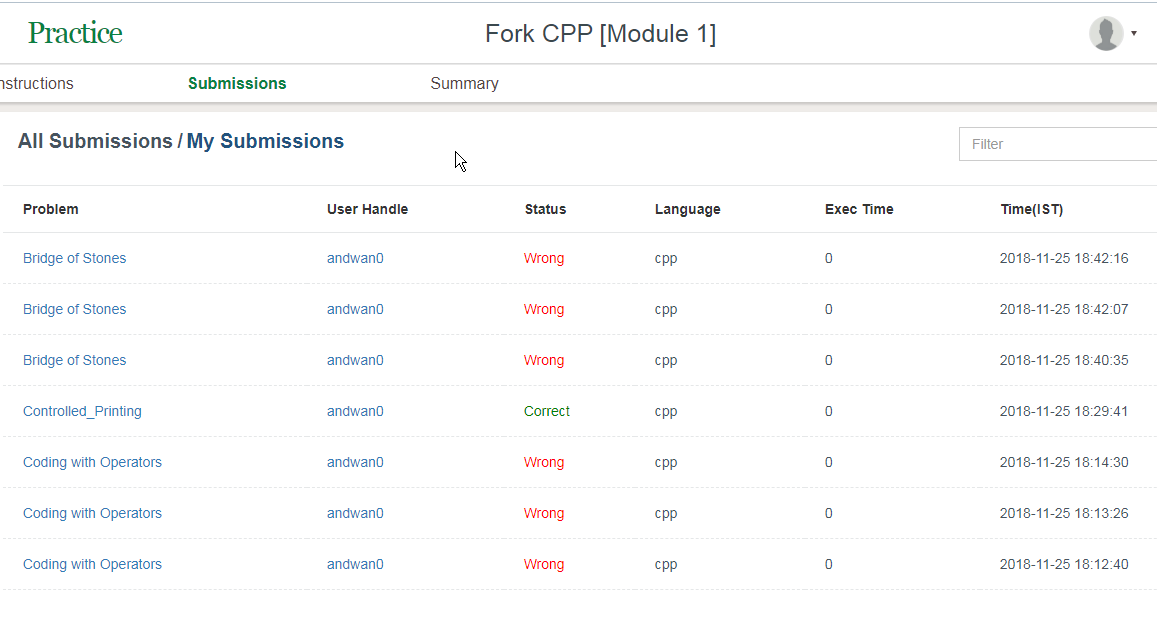 Practice Fork CPP [Module 1]
nstructions Submissions Summary
All Submissions / My Submissions Filter
Problem User Handle Status Language Exec Time Time(IST)
Bridge of Stones andwan0 Wrong cpp 0 2018-11-25 18:42:16
Bridge of Stones andwan0 Wrong cpp 0 2018-11-25 18:42:07
Bridge of Stones andwan0 Wrong cpp 0 2018-11-25 18:40:35
Controlled_Printing andwan0 Correct cpp 0 2018-11-25 18:29:41
Coding with Operators andwan0 Wrong cpp 0 2018-11-25 18:14:30
Coding with Operators andwan0 Wrong cpp 0 2018-11-25 18:13:26
Coding with Operators andwan0 Wrong cpp 0 2018-11-25 18:12:40